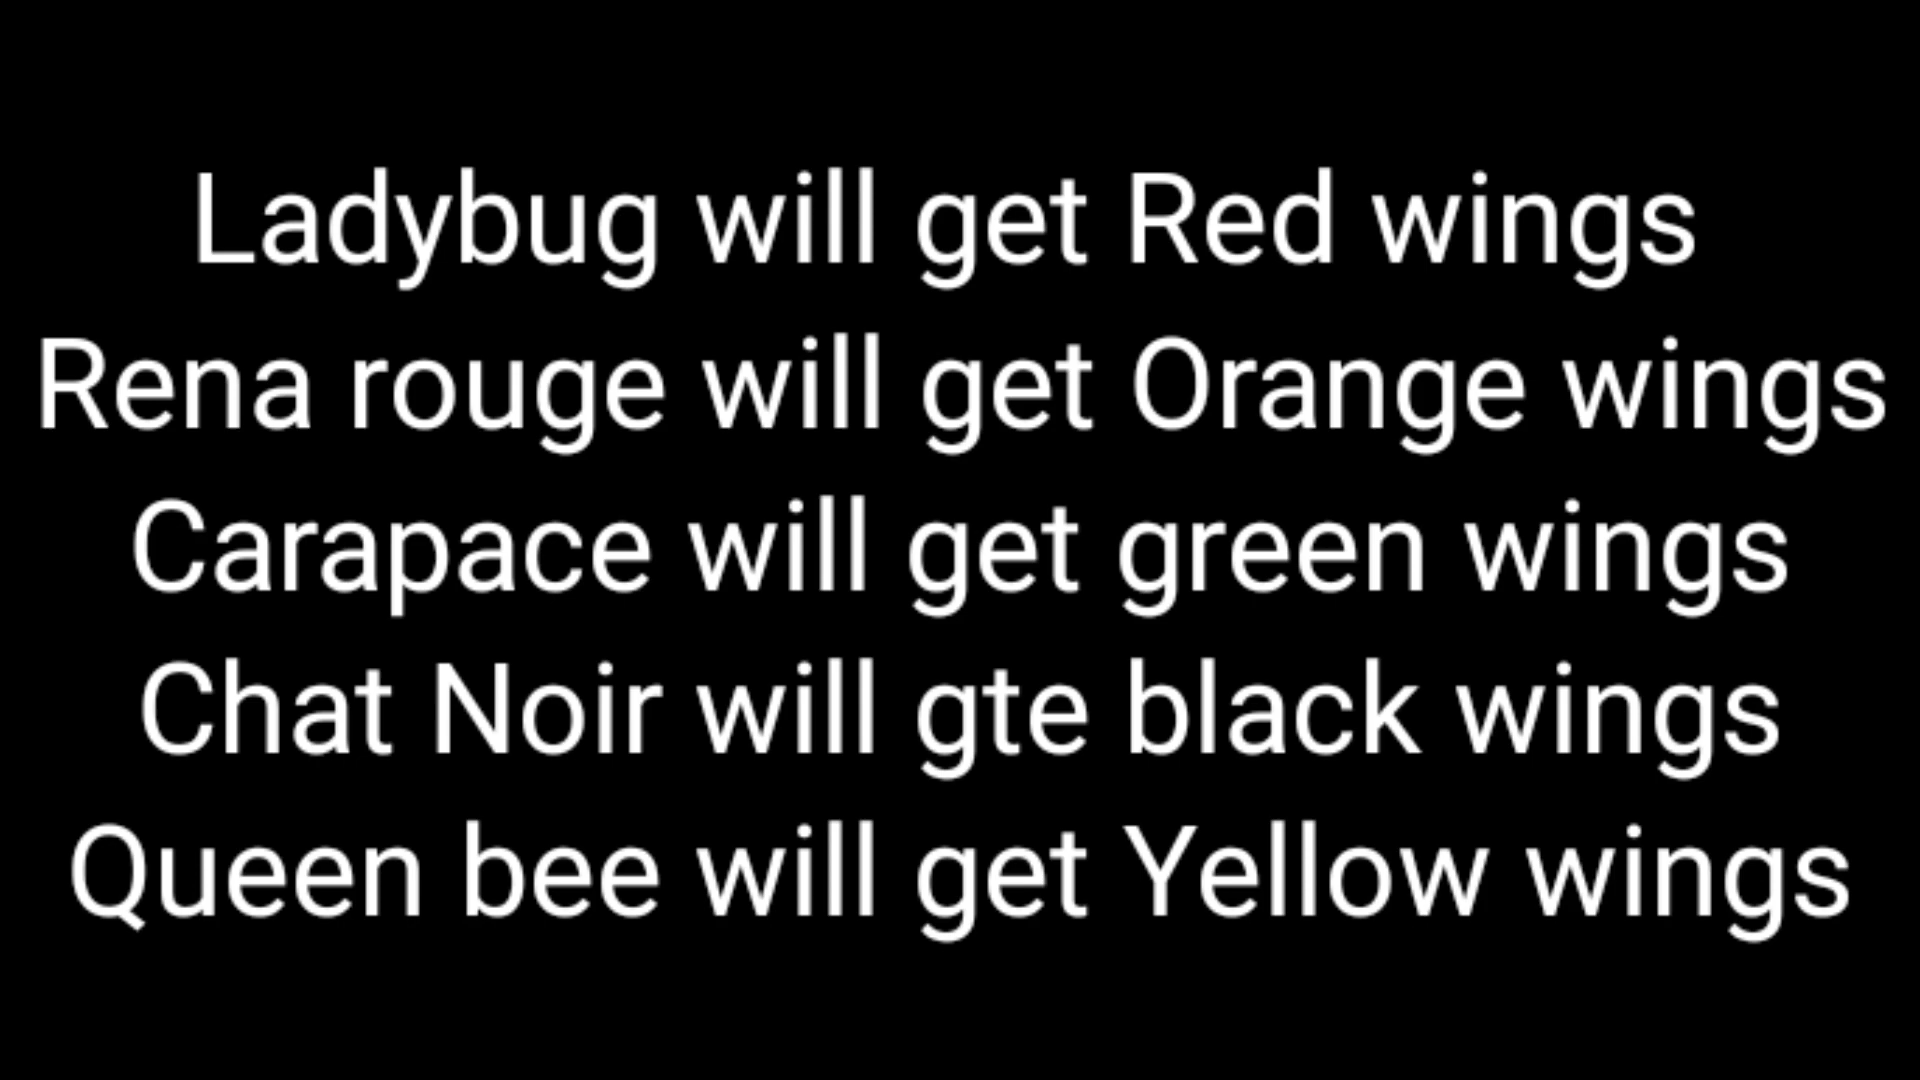 Ladybug will get Red wings
Rena rouge will get Orange wings
Carapace will get green wings
Chat Noir will gte black wings
Queen bee will get Yellow wings